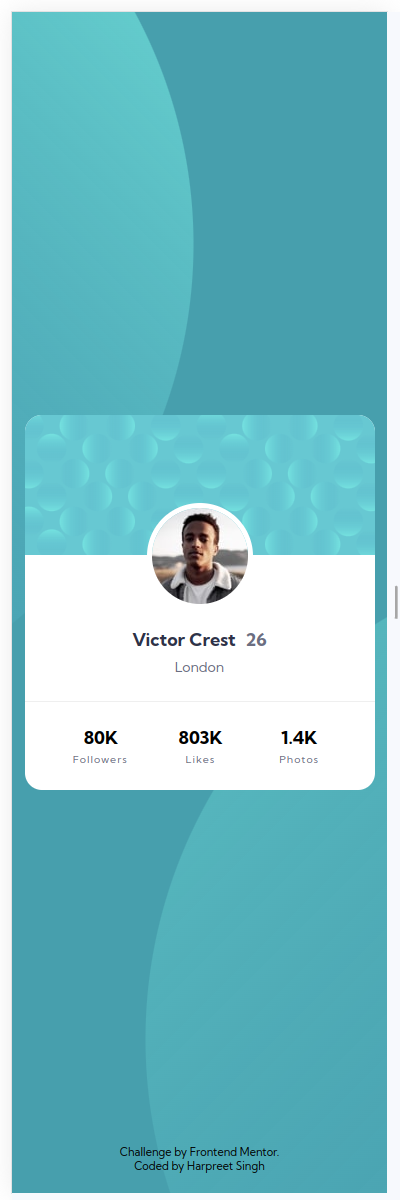 Victor Crest 26
London
80K 803K 1.4K
Followers Likes Photos
Challenge by Frontend Mentor.
Coded by Harpreet Singh